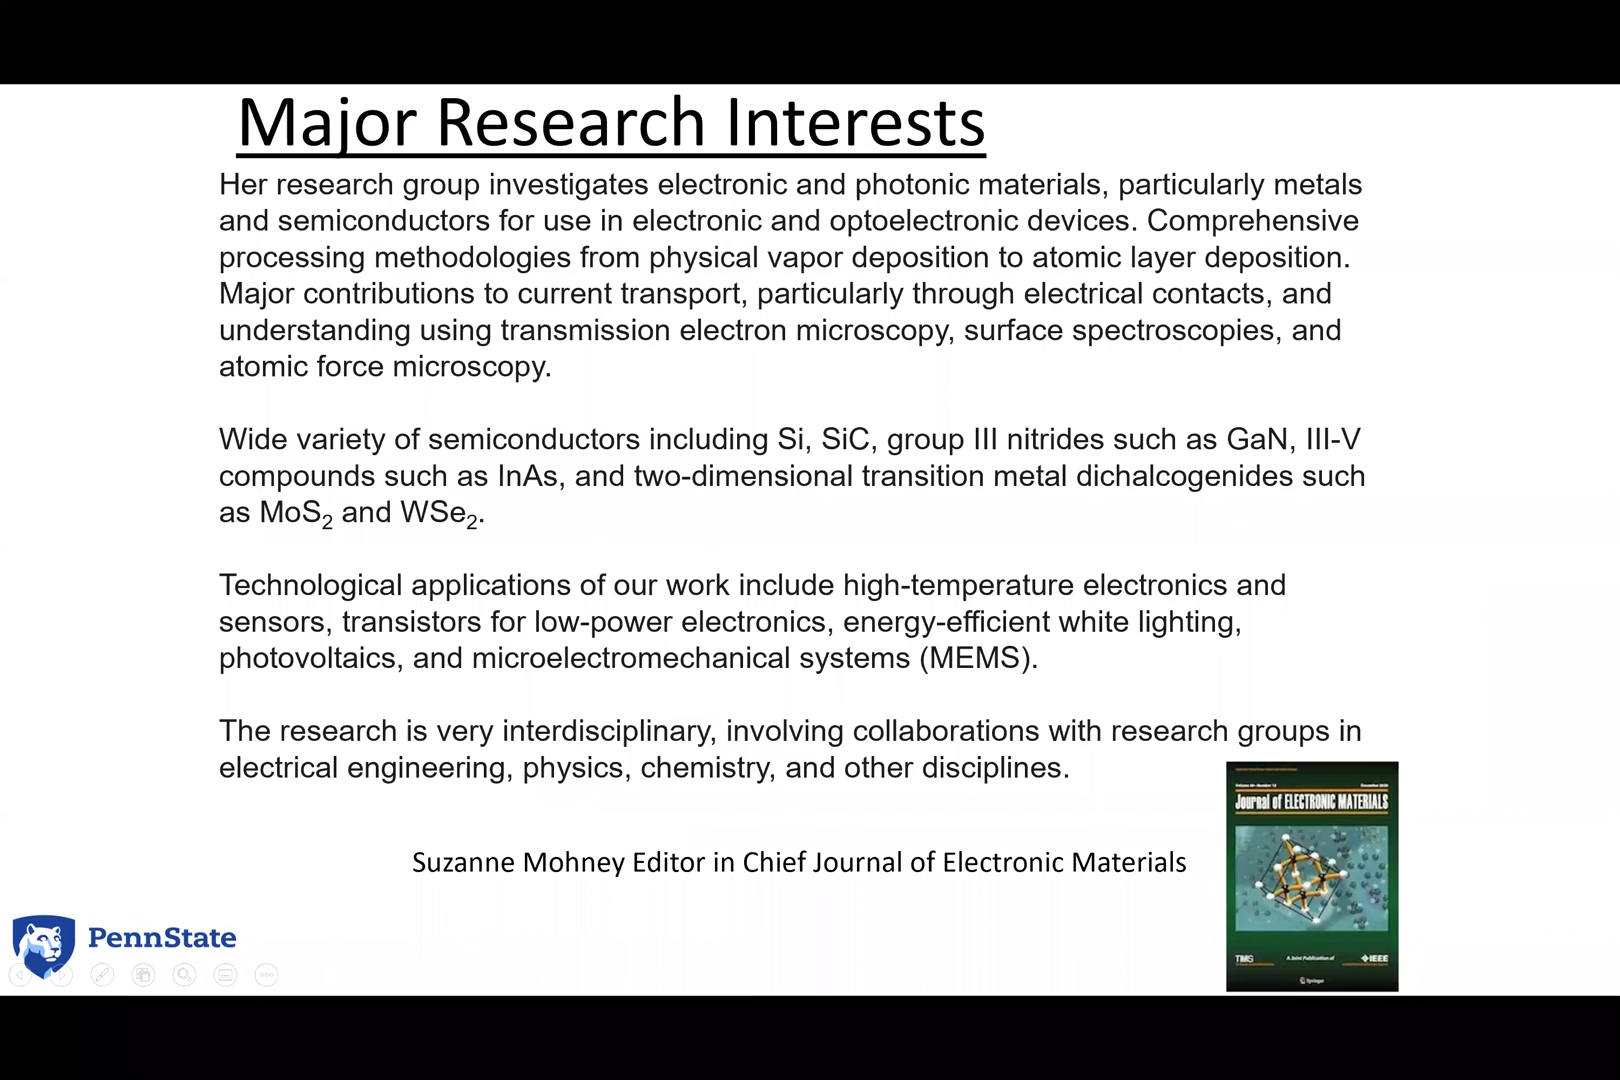 Major Research Interests
Her research group investigates electronic and photonic materials, particularly metals
and semiconductors for use in electronic and optoelectronic devices. Comprehensive
processing methodologies from physical vapor deposition to atomic layer deposition.
Major contributions to current transport, particularly through electrical contacts, and
understanding using transmission electron microscopy, surface spectroscopies, and
atomic force microscopy.
Wide variety of semiconductors including Si, SiC, group III nitrides such as GaN, III-V
compounds such as InAs, and two-dimensional transition metal dichalcogenides such
as MoS₂ and WSe₂.
Technological applications of our work include high-temperature electronics and
sensors, transistors for low-power electronics, energy-efficient white lighting,
photovoltaics, and microelectromechanical systems (MEMS).
The research is very interdisciplinary, involving collaborations with research groups in
electrical engineering, physics, chemistry, and other disciplines.
Journal of ELECTRONIC MATERIALS
Suzanne Mohney Editor in Chief Journal of Electronic Materials
PennState
TMS A Joint Publication of IEEE
Springer